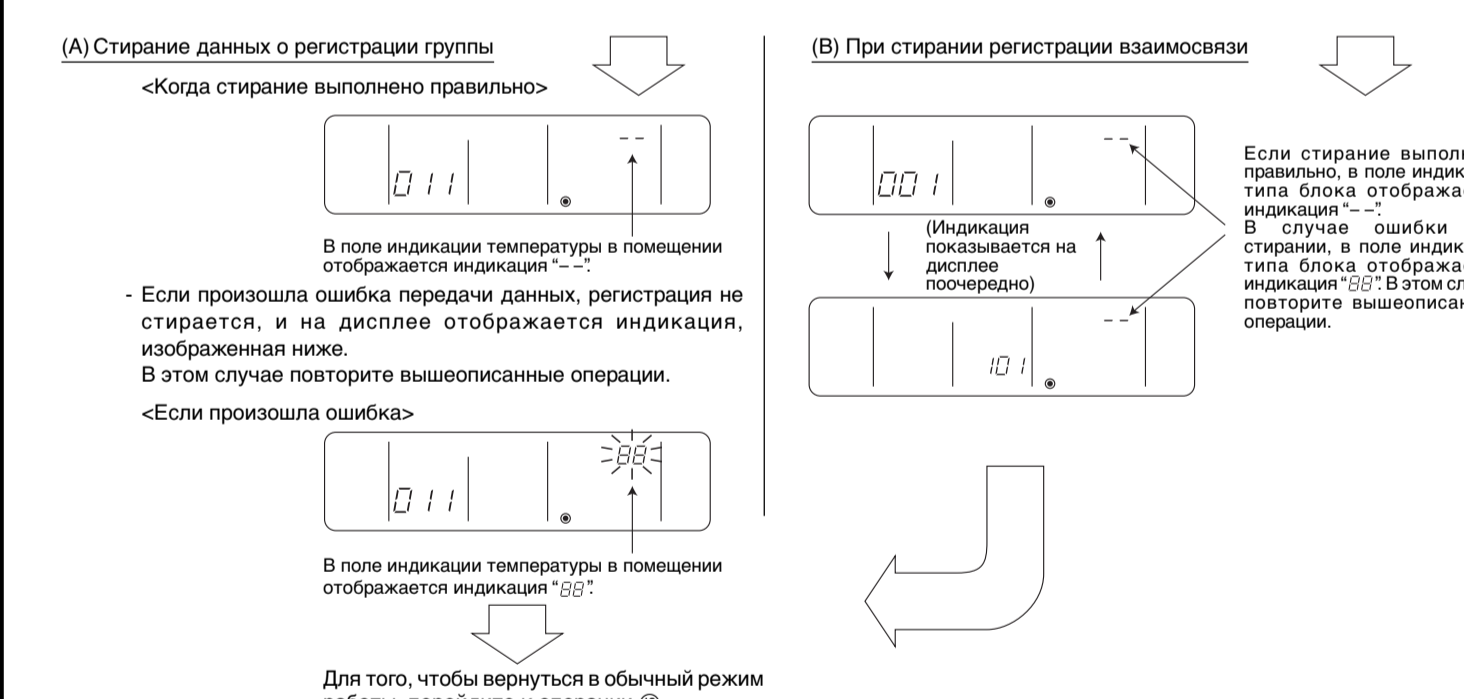 (A) Стирание данных о регистрации группы
<Когда стирание выполнено правильно>
– –
011
В поле индикации температуры в помещении
отображается индикация “– –”.
- Если произошла ошибка передачи данных, регистрация не
стирается, и на дисплее отображается индикация,
изображенная ниже.
В этом случае повторите вышеописанные операции.
<Если произошла ошибка>
88
011
В поле индикации температуры в помещении
отображается индикация “88”.
Для того, чтобы вернуться в обычный режим
(B) При стирании регистрации взаимосвязи
– –
001
(Индикация
показывается на
дисплее
поочередно)
– –
101
Если стирание
правильно, в поле
типа блока
индикация “– –”.
В случае ошибки
стирании, в поле
типа блока
индикация “88”. В этом
повторите
операции.